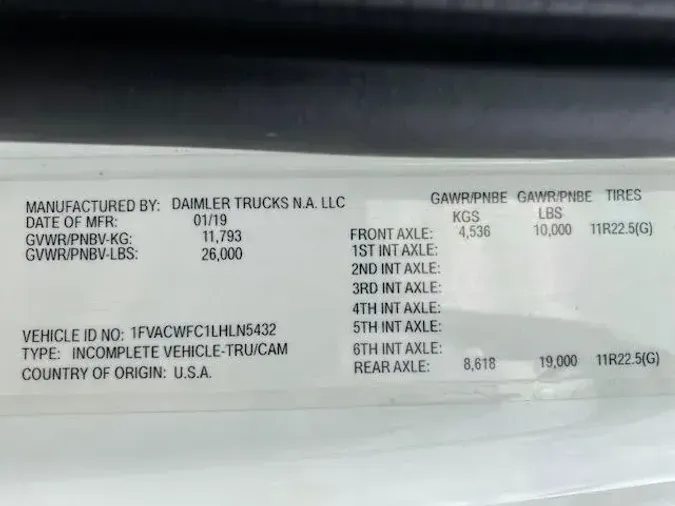 MANUFACTURED BY: DAIMLER TRUCKS N.A. LLC
DATE OF MFR: 01/19
GVWR/PNBV-KG: 11,793
GVWR/PNBV-LBS: 26,000
VEHICLE ID NO: 1FVACWFC1LHLN5432
TYPE: INCOMPLETE VEHICLE-TRU/CAM
COUNTRY OF ORIGIN: U.S.A.
GAWR/PNBE GAWR/PNBE TIRES
KGS LBS
FRONT AXLE: 4,536 10,000 11R22.5(G)
1ST INT AXLE:
2ND INT AXLE:
3RD INT AXLE:
4TH INT AXLE:
5TH INT AXLE:
6TH INT AXLE:
REAR AXLE: 8,618 19,000 11R22.5(G)